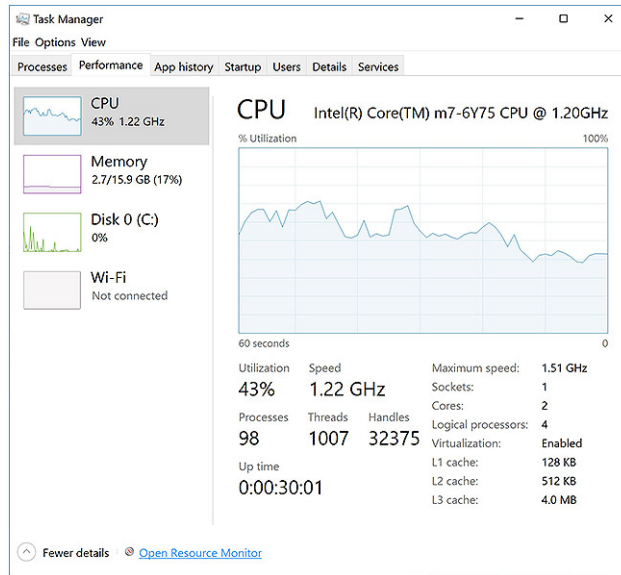 Task Manager
File Options View
Processes Performance App history Startup Users Details Services
CPU
43% 1.22 GHz
Memory
2.7/15.9 GB (17%)
Disk 0 (C:)
0%
Wi-Fi
Not connected
CPU Intel(R) Core(TM) m7-6Y75 CPU @ 1.20GHz
% Utilization 100%
60 seconds 0
Utilization Speed
43% 1.22 GHz
Processes Threads Handles
98 1007 32375
Up time
0:00:30:01
Maximum speed: 1.51 GHz
Sockets: 1
Cores: 2
Logical processors: 4
Virtualization: Enabled
L1 cache: 128 KB
L2 cache: 512 KB
L3 cache: 4.0 MB
Fewer details Open Resource Monitor